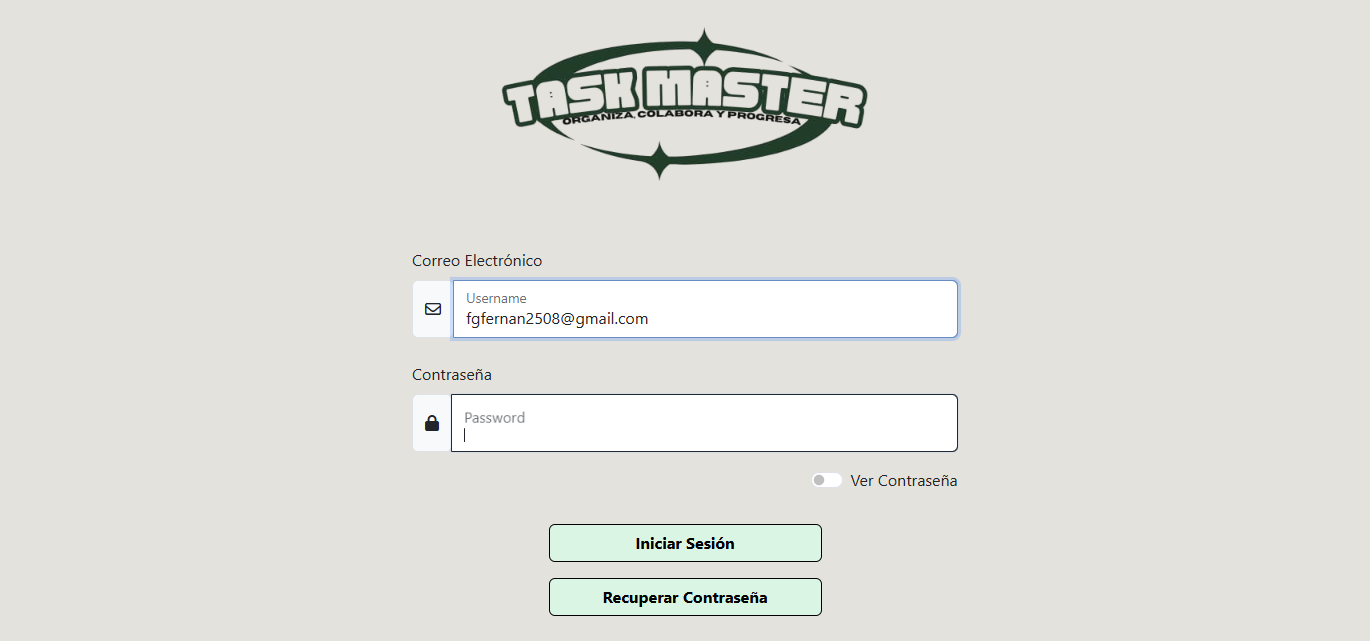 TASK MASTER
ORGANIZA, COLABORA Y PROGRESA
Correo Electrónico
Username
fgfernan2508@gmail.com
Contraseña
Password
Ver Contraseña
Iniciar Sesión
Recuperar Contraseña